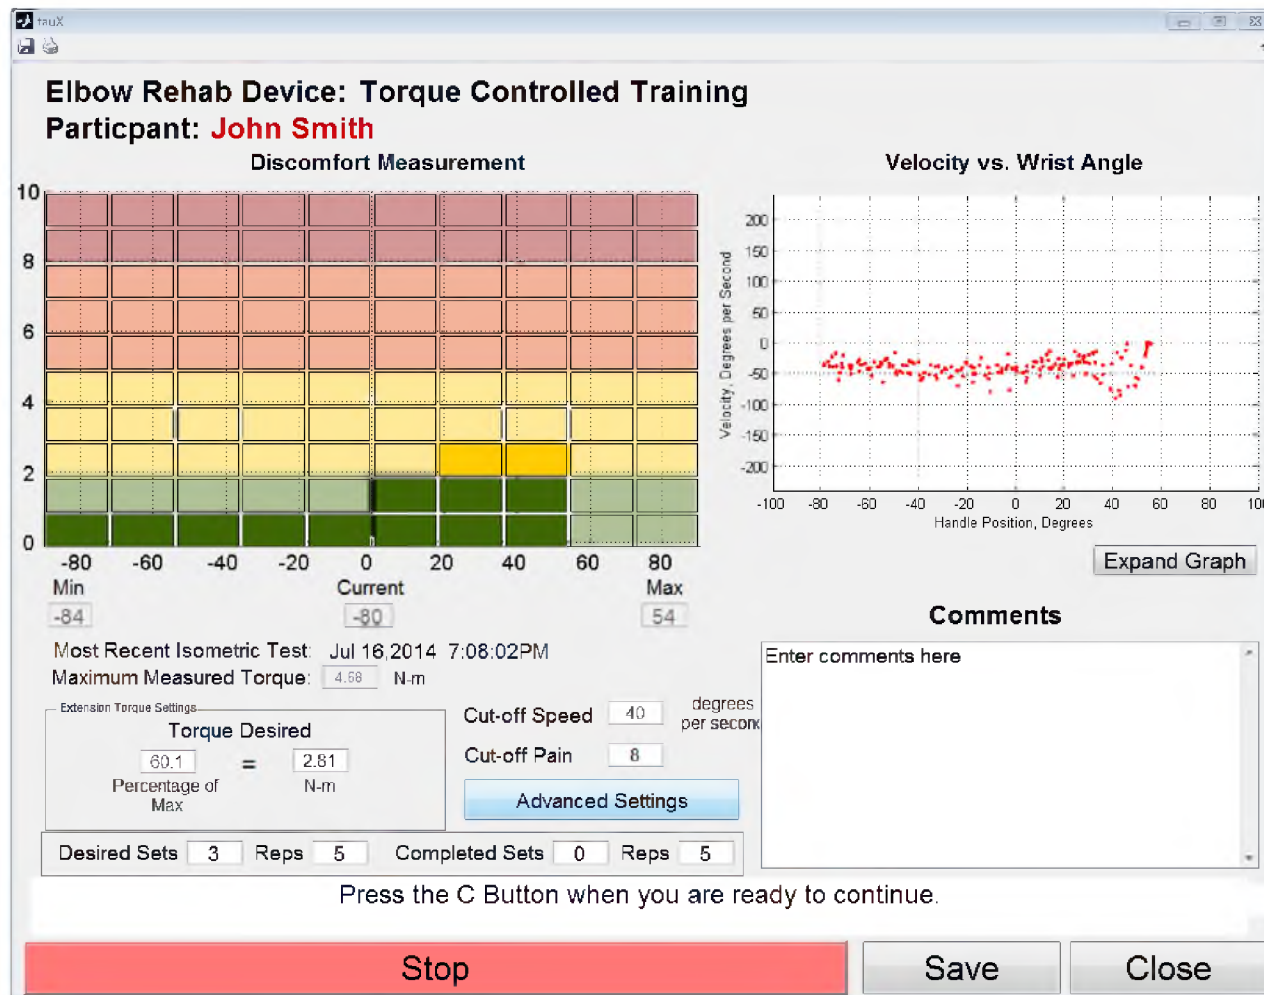 tauX
Elbow Rehab Device: Torque Controlled Training
Particpant: John Smith
Discomfort Measurement
10
8
6
4
2
0
-80 -60 -40 -20 0 20 40 60 80
Min Current Max
-84 -80 54
Velocity vs. Wrist Angle
Velocity, Degrees per Second
200
150
100
50
0
-50
-100
-150
-200
-100 -80 -60 -40 -20 0 20 40 60 80 100
Handle Position, Degrees
Expand Graph
Most Recent Isometric Test: Jul 16,2014 7:08:02PM
Maximum Measured Torque: 4.68 N-m
Extension Torque Settings
Torque Desired
60.1 = 2.81
Percentage of N-m
Max
Cut-off Speed 40 degrees
per secon
Cut-off Pain 8
Advanced Settings
Comments
Enter comments here
Desired Sets 3 Reps 5 Completed Sets 0 Reps 5
Press the C Button when you are ready to continue.
Stop Save Close